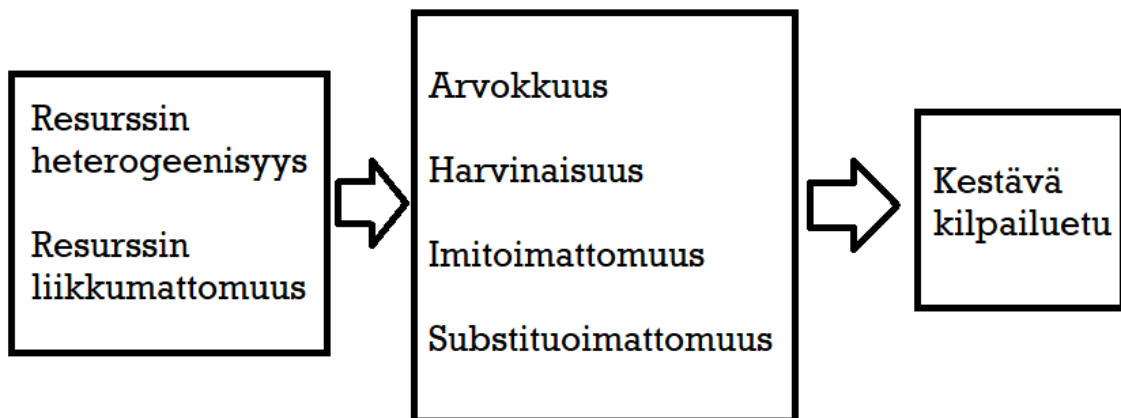 Resurssin
heterogeenisyys
Resurssin
liikkumattomuus
Arvokkuus
Harvinaisuus
Imitoimattomuus
Substituoimattomuus
Kestävä
kilpailuetu